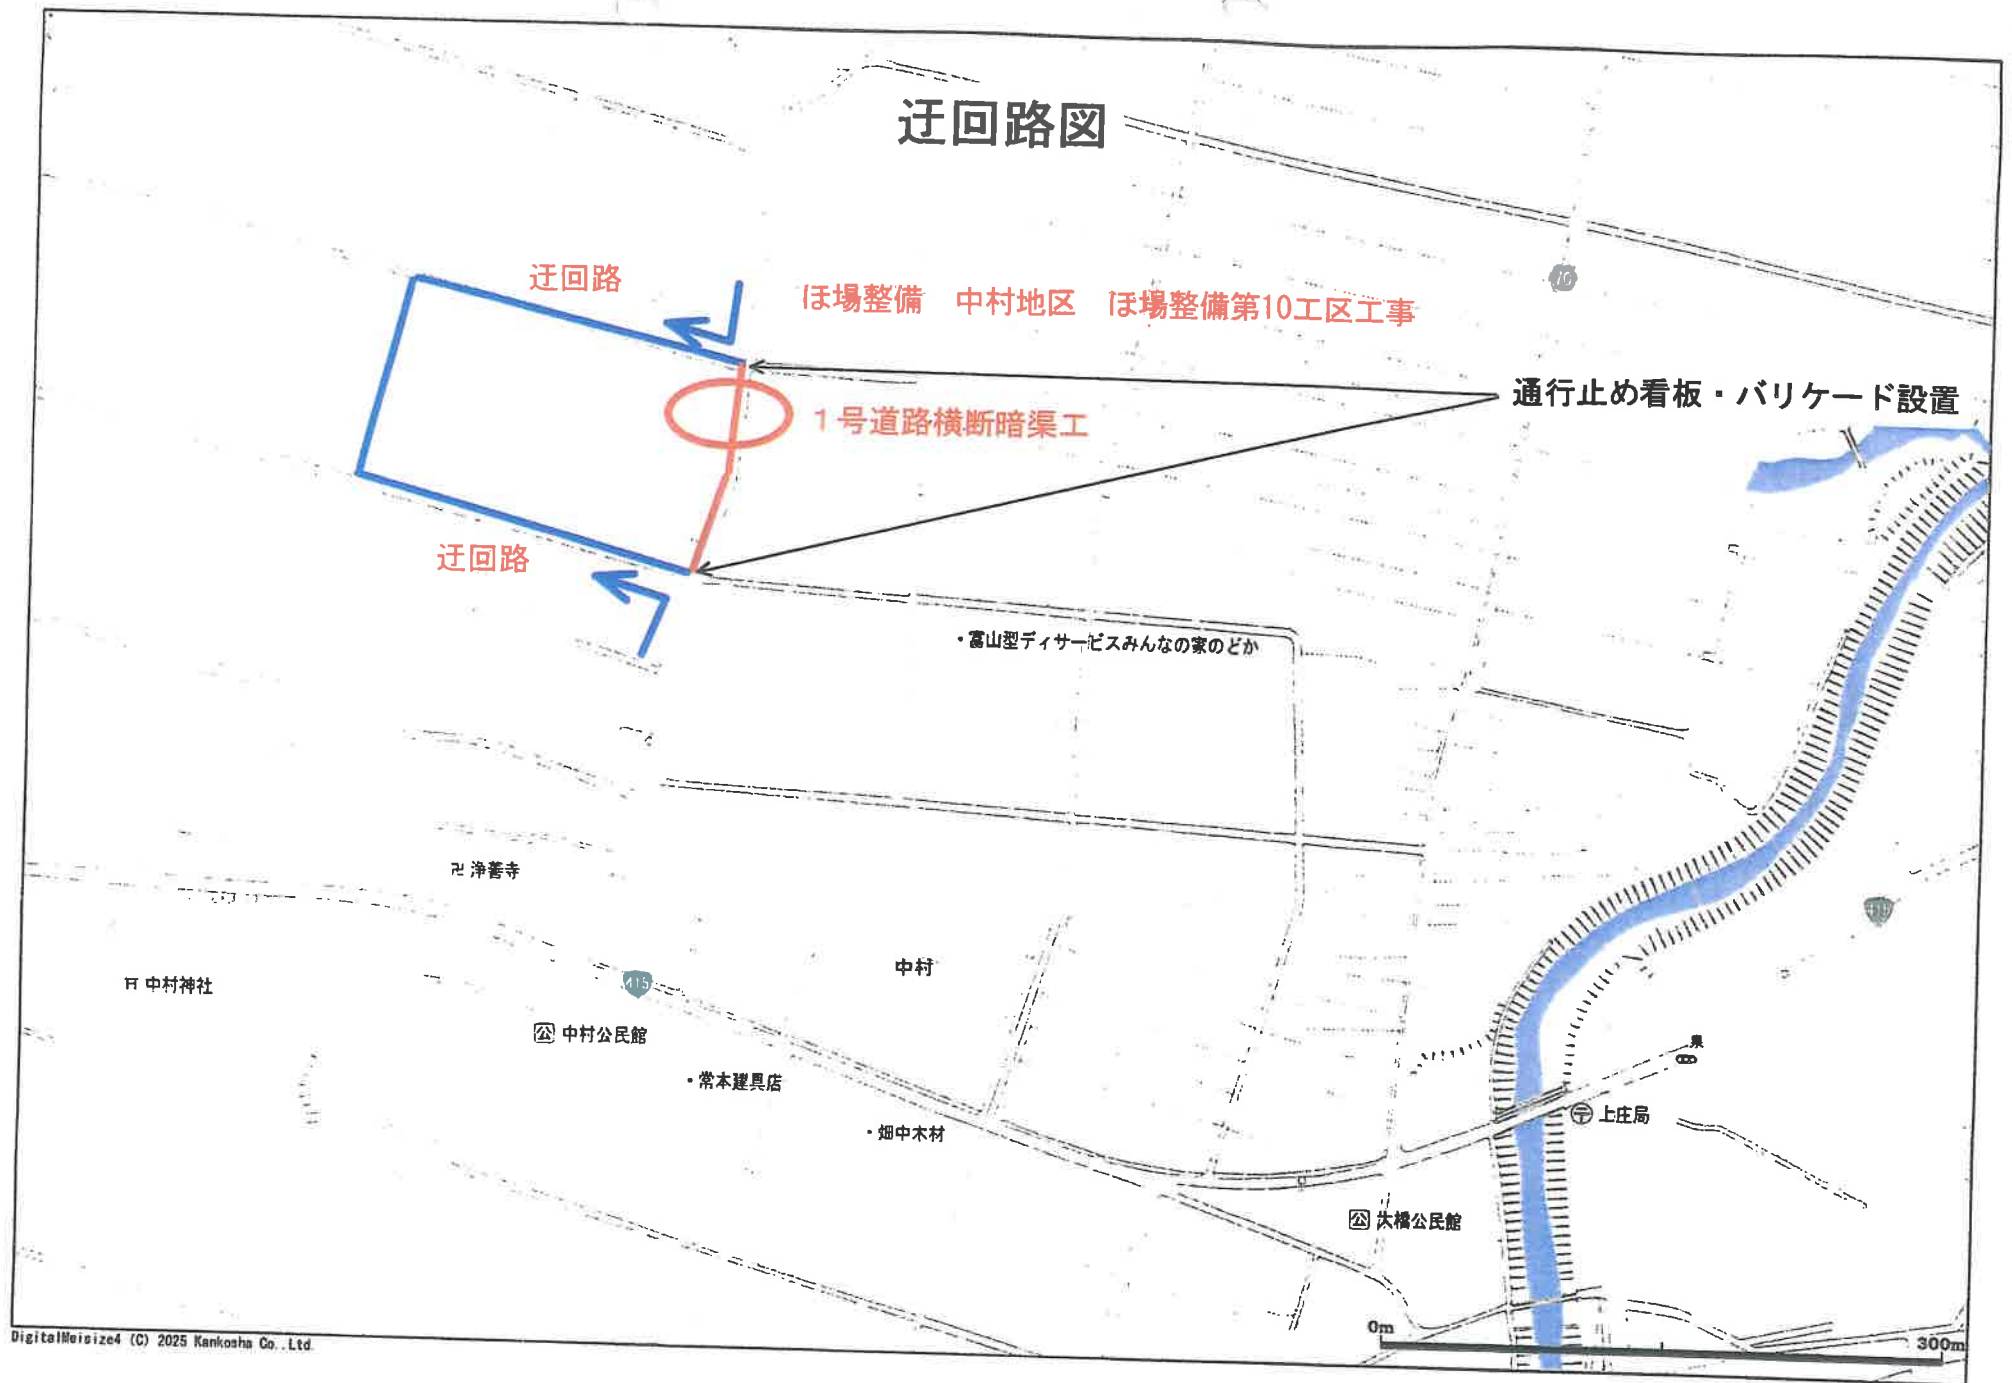 迂回路図
迂回路
ほ場整備　中村地区　ほ場整備第10工区工事
通行止め看板・バリケード設置
1号道路横断暗渠工
迂回路
・富山型デイサービスみんなの家のどか
卍 浄善寺
中村
中村神社
415
公 中村公民館
・常本建具店
泉
・畑中木材
〒 上庄局
公 大橋公民館
0m
300m
DigitalMeisize4 (C) 2025 Kankosha Co.,Ltd.